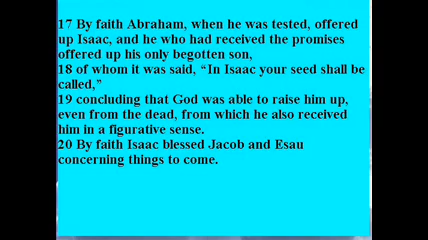 17 By faith Abraham, when he was tested, offered
up Isaac, and he who had received the promises
offered up his only begotten son,
18 of whom it was said, “In Isaac your seed shall be
called,”
19 concluding that God was able to raise him up,
even from the dead, from which he also received
him in a figurative sense.
20 By faith Isaac blessed Jacob and Esau
concerning things to come.